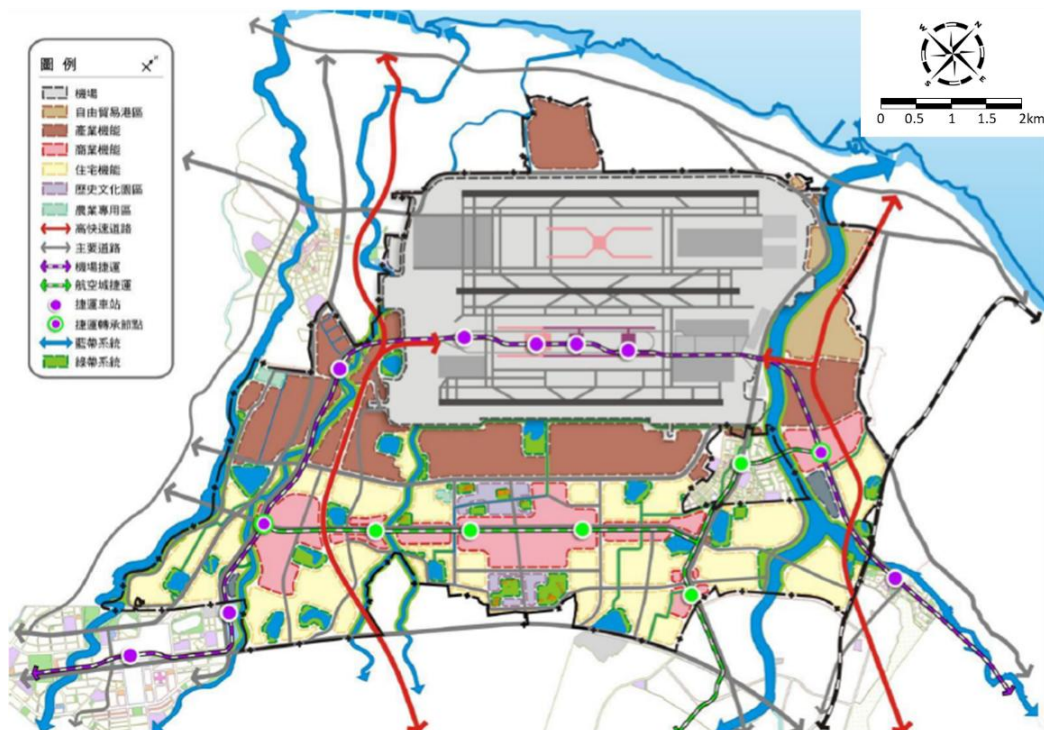 圖例
機場
自由貿易港區
產業機能
商業機能
住宅機能
歷史文化園區
農業專用區
高快速道路
主要道路
機場捷運
航空城捷運
捷運車站
捷運轉承節點
藍帶系統
綠帶系統
W N
S E
0 0.5 1 1.5 2km